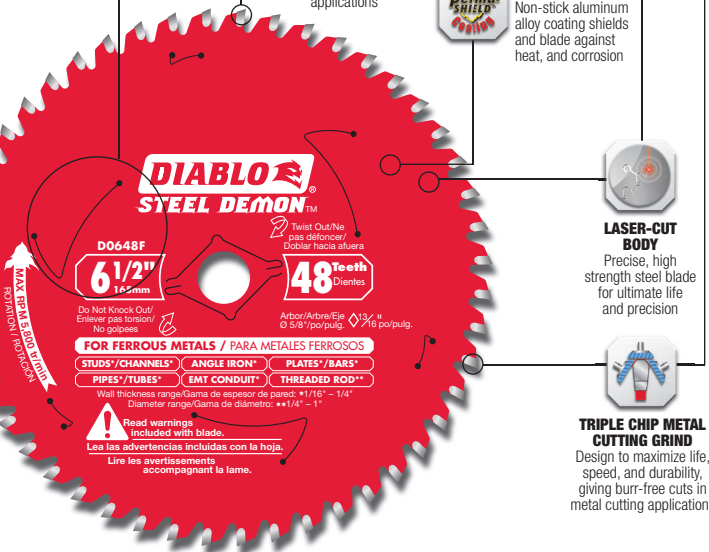 applications
Perma-
SHIELD®
Coating
Non-stick aluminum
alloy coating shields
and blade against
heat, and corrosion
DIABLO®
STEEL DEMON™
Twist Out/Ne
pas défoncer/
Doblar hacia afuera
D0648F
6 1/2"
165mm
48 Teeth
Dientes
Do Not Knock Out/
Enlever pas torsion/
No golpees
Arbor/Arbre/Eje
Ø 5/8"/po/pulg. ◇13/16" po/pulg.
MAX RPM 5,800 tr/min
ROTATION / ROTACIÓN
FOR FERROUS METALS / PARA METALES FERROSOS
STUDS*/CHANNELS* ANGLE IRON* PLATES*/BARS*
PIPES*/TUBES* EMT CONDUIT* THREADED ROD**
Wall thickness range/Gama de espesor de pared: *1/16" – 1/4"
Diameter range/Gama de diámetro: **1/4" – 1"
Read warnings
included with blade.
Lea las advertencias incluidas con la hoja.
Lire les avertissements
accompagnant la lame.
LASER-CUT
BODY
Precise, high
strength steel blade
for ultimate life
and precision
TRIPLE CHIP METAL
CUTTING GRIND
Design to maximize life,
speed, and durability,
giving burr-free cuts in
metal cutting application